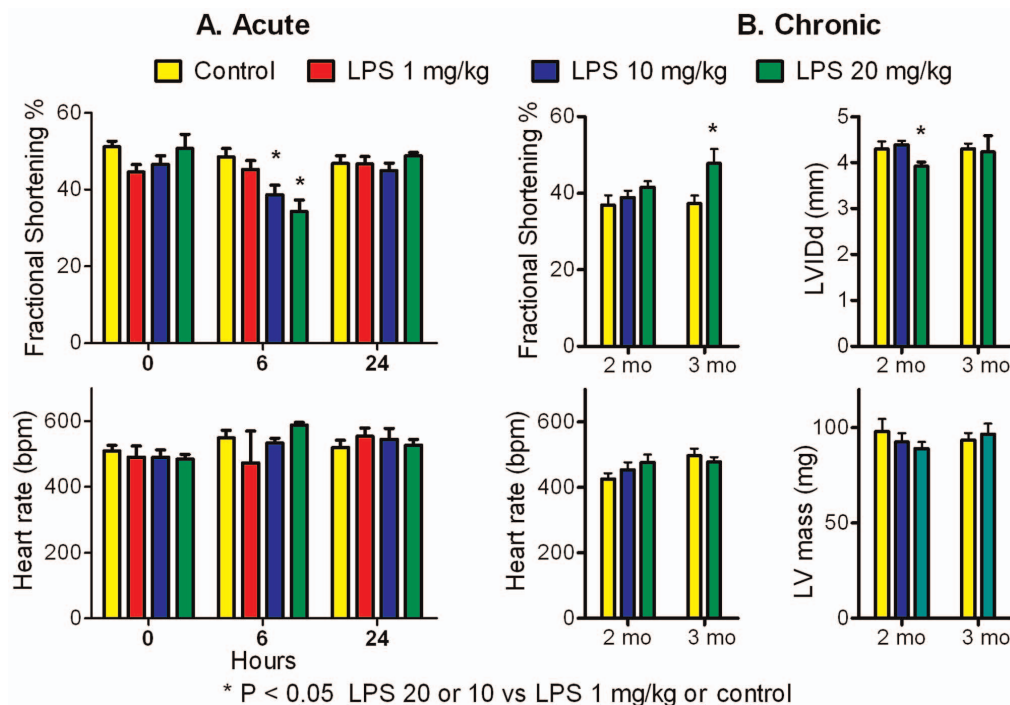 A. Acute
B. Chronic
Control LPS 1 mg/kg LPS 10 mg/kg LPS 20 mg/kg
Fractional Shortening %
60
40
20
0
* *
0 6 24
Fractional Shortening %
60
40
20
0
*
2 mo 3 mo
LVIDd (mm)
5
4
3
2
1
0
*
2 mo 3 mo
Heart rate (bpm)
600
400
200
0
0 6 24
Hours
Heart rate (bpm)
600
400
200
0
2 mo 3 mo
LV mass (mg)
100
50
0
2 mo 3 mo
* P < 0.05 LPS 20 or 10 vs LPS 1 mg/kg or control